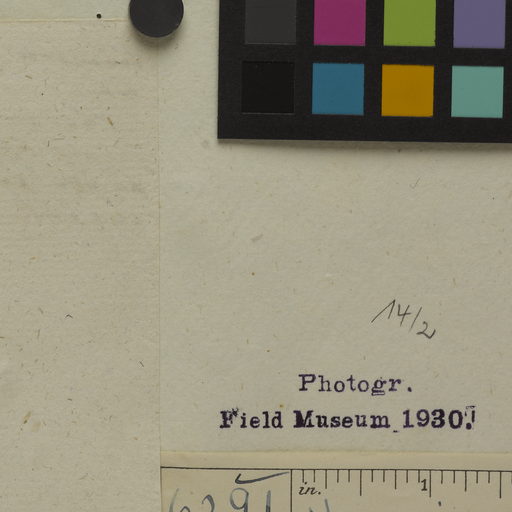 14/2
Photogr.
Field Museum 1930.
in. 1